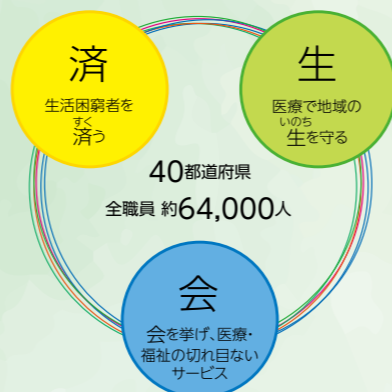 済
生活困窮者を
すく
済う
生
医療で地域の
いのち
生を守る
40都道府県
全職員 約64,000人
会
会を挙げ、医療・
福祉の切れ目ない
サービス